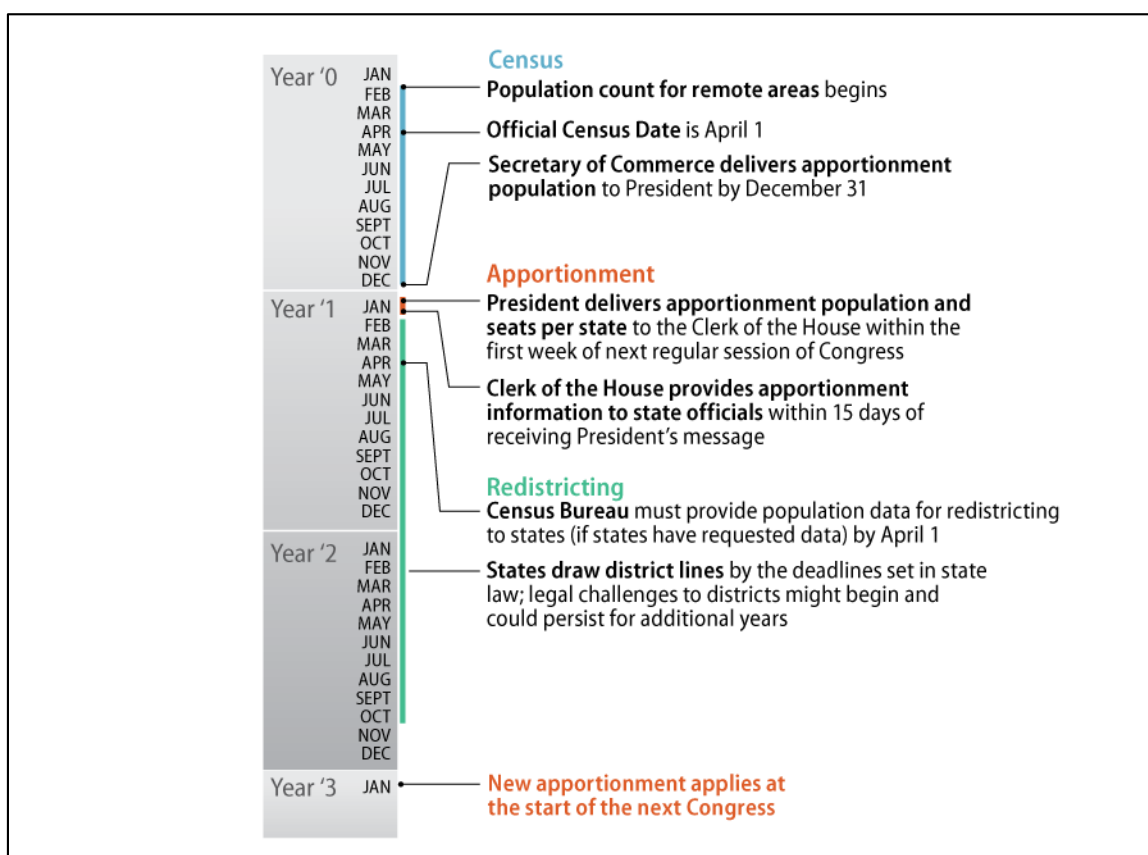 Census
Year ‘0
JAN
FEB
MAR
APR
MAY
JUN
JUL
AUG
SEPT
OCT
NOV
DEC
Population count for remote areas begins
Official Census Date is April 1
Secretary of Commerce delivers apportionment
population to President by December 31
Apportionment
Year ‘1
JAN
FEB
MAR
APR
MAY
JUN
JUL
AUG
SEPT
OCT
NOV
DEC
President delivers apportionment population and
seats per state to the Clerk of the House within the
first week of next regular session of Congress
Clerk of the House provides apportionment
information to state officials within 15 days of
receiving President’s message
Redistricting
Census Bureau must provide population data for redistricting
to states (if states have requested data) by April 1
Year ‘2
JAN
FEB
MAR
APR
MAY
JUN
JUL
AUG
SEPT
OCT
NOV
DEC
States draw district lines by the deadlines set in state
law; legal challenges to districts might begin and
could persist for additional years
Year ‘3
JAN
New apportionment applies at
the start of the next Congress